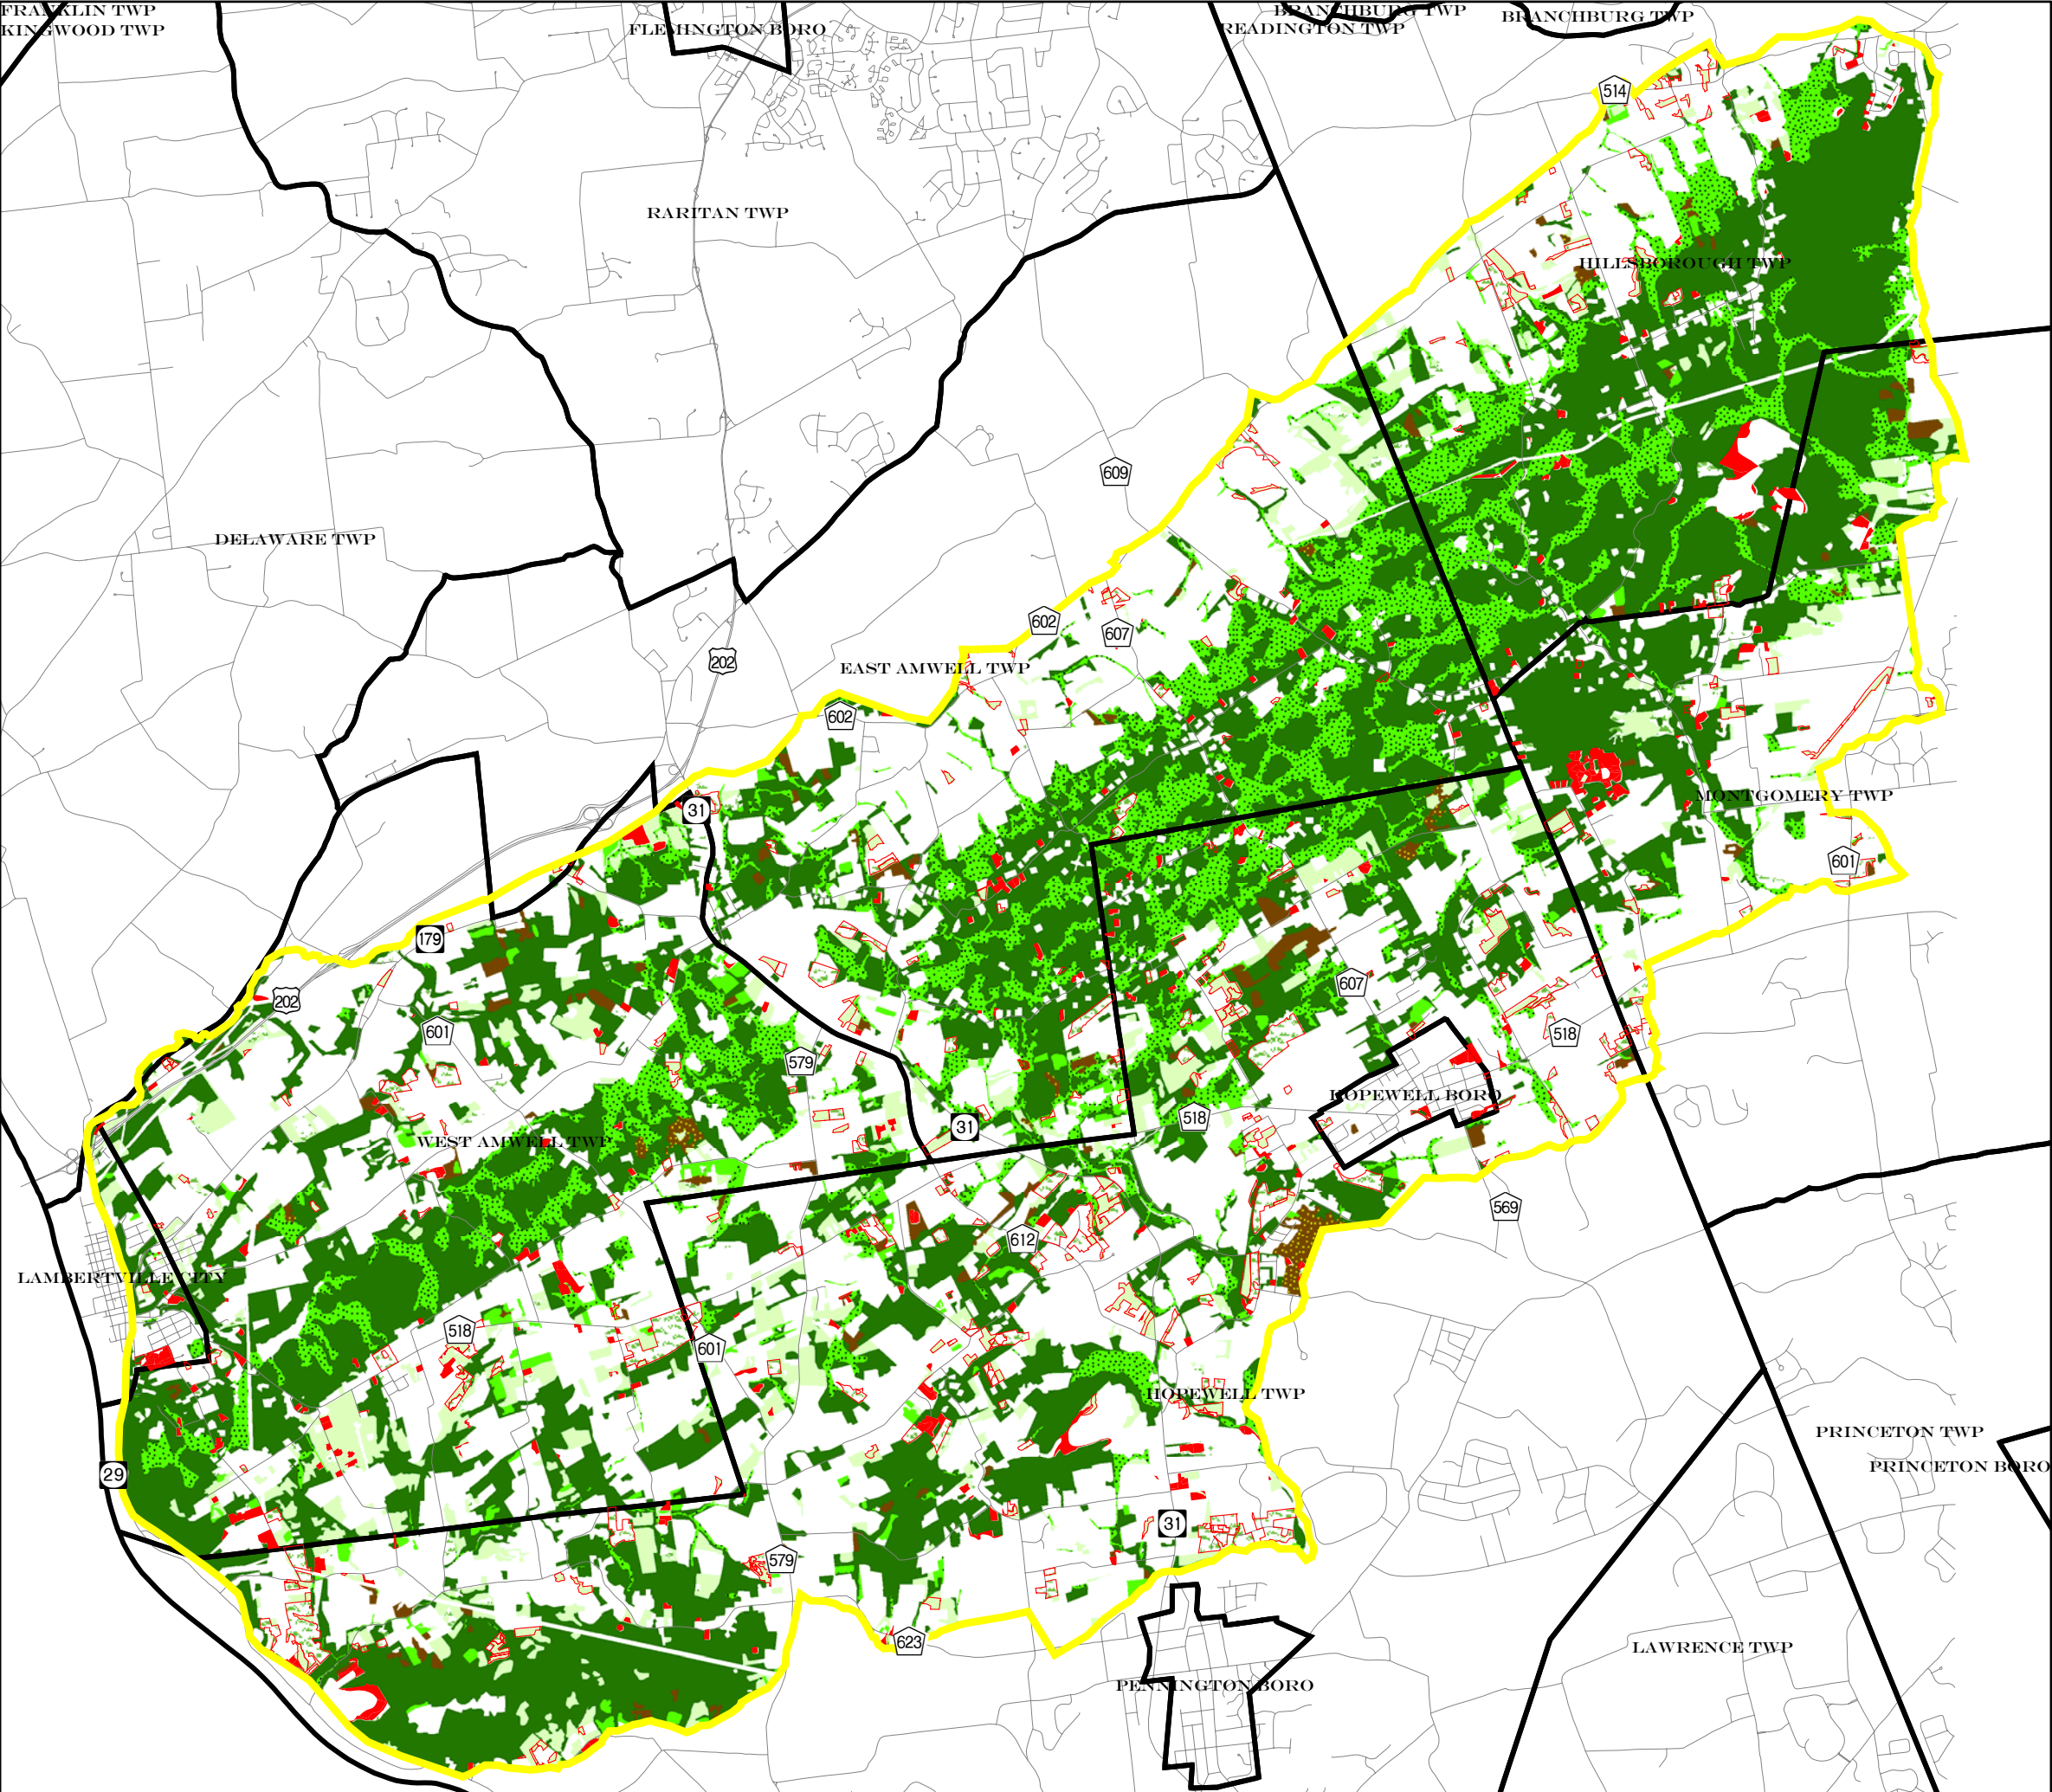 FRANKLIN TWP
KINGWOOD TWP
FLEMINGTON BORO
BRANCHBURG TWP
READINGTON TWP
BRANCHBURG TWP
514
RARITAN TWP
HILLSBOROUGH TWP
609
DELAWARE TWP
602
607
202
EAST AMWELL TWP
602
31
MONTGOMERY TWP
601
179
607
202
601
518
579
HOPEWELL BORO
518
31
WEST AMWELL TWP
569
612
LAMBERTVILLE CITY
518
601
HOPEWELL TWP
PRINCETON TWP
PRINCETON BORO
29
31
579
623
LAWRENCE TWP
PENNINGTON BORO